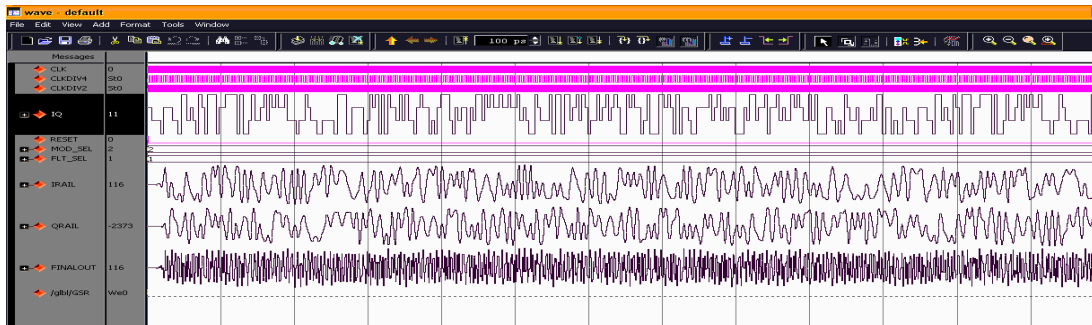 wave - default
File Edit View Add Format Tools Window
100 ps
Messages
CLK 0
CLKDIV4 St0
CLKDIV2 St0
IQ 11
RESET 0
MOD_SEL 2 2
FLT_SEL 1 1
IRAIL 116
QRAIL -2373
FINALOUT 116
/glbl/GSR We0